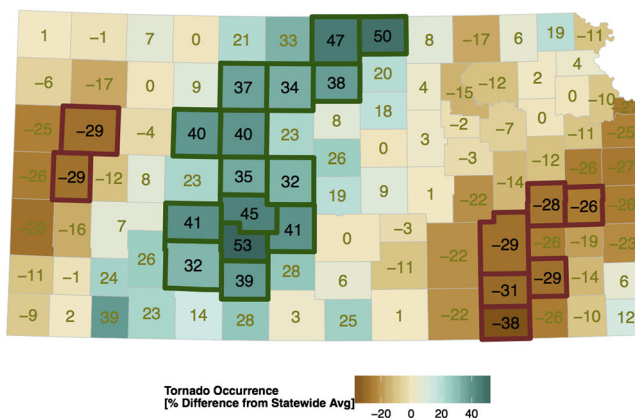 1 −1 7 0 21 33 47 50 8 −17 6 19 −11
−6 −17 0 9 37 34 38 20 4 −15 −12 2 4 0 −10
−25 −29 −4 40 40 23 8 18 3 −2 −7 0 −11 −25
−26 −29 −12 8 23 35 32 26 0 −3 −14 −12 −26 −27
−29 −16 7 41 45 41 19 9 1 −22 −28 −26 −26
26 32 53 0 −3 −22 −29 −26 −19 −23
−11 −1 24 39 28 6 −11 −31 −29 −14
−9 2 39 23 14 28 3 25 1 −22 −38 −26 −10 12
Tornado Occurrence
[% Difference from Statewide Avg]
−20 0 20 40